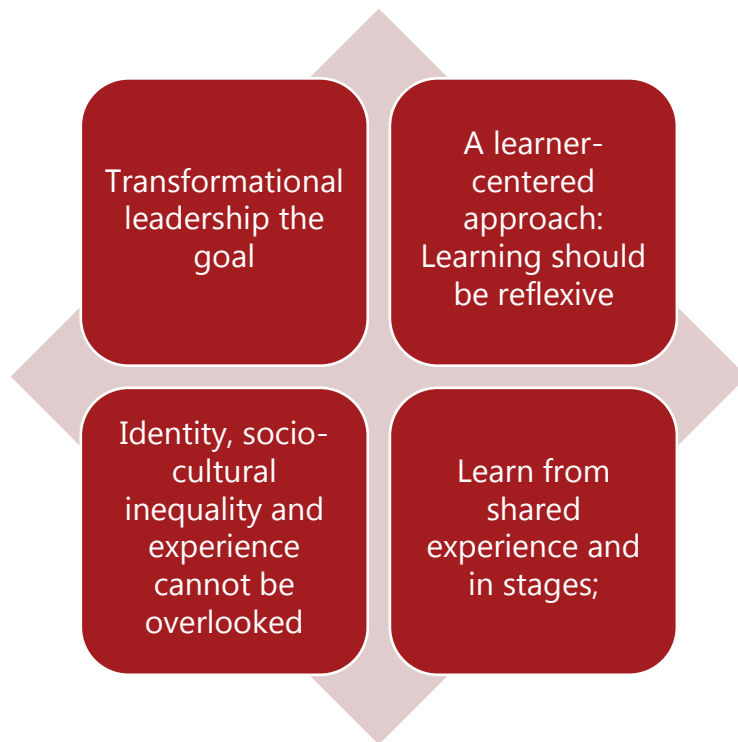 Transformational
leadership the
goal
A learner-
centered
approach:
Learning should
be reflexive
Identity, socio-
cultural
inequality and
experience
cannot be
overlooked
Learn from
shared
experience and
in stages;